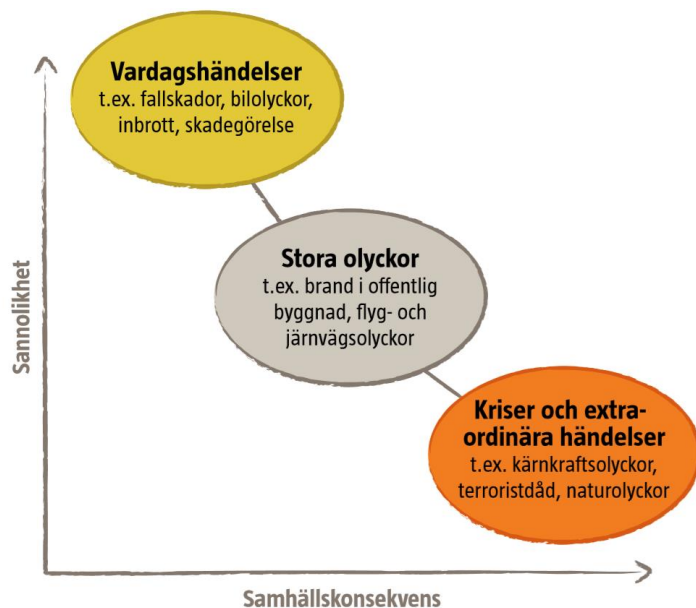 Vardagshändelser
t.ex. fallskador, bilolyckor,
inbrott, skadegörelse
Stora olyckor
t.ex. brand i offentlig
byggnad, flyg- och
järnvägsolyckor
Kriser och extra-
ordinära händelser
t.ex. kärnkraftsolyckor,
terroristdåd, naturolyckor
Sannolikhet
Samhällskonsekvens